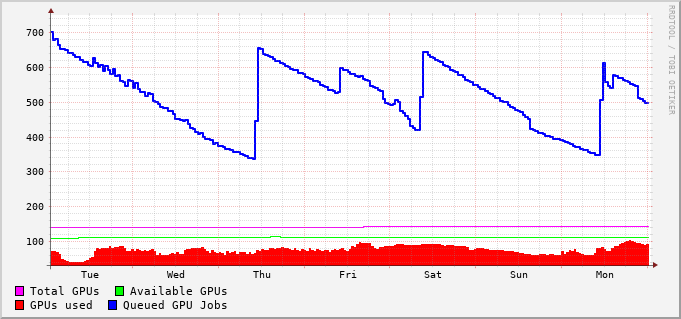 700
600
500
400
300
200
100
Tue Wed Thu Fri Sat Sun Mon
Total GPUs Available GPUs
GPUs used Queued GPU Jobs
RRDTOOL / TOBI OETIKER